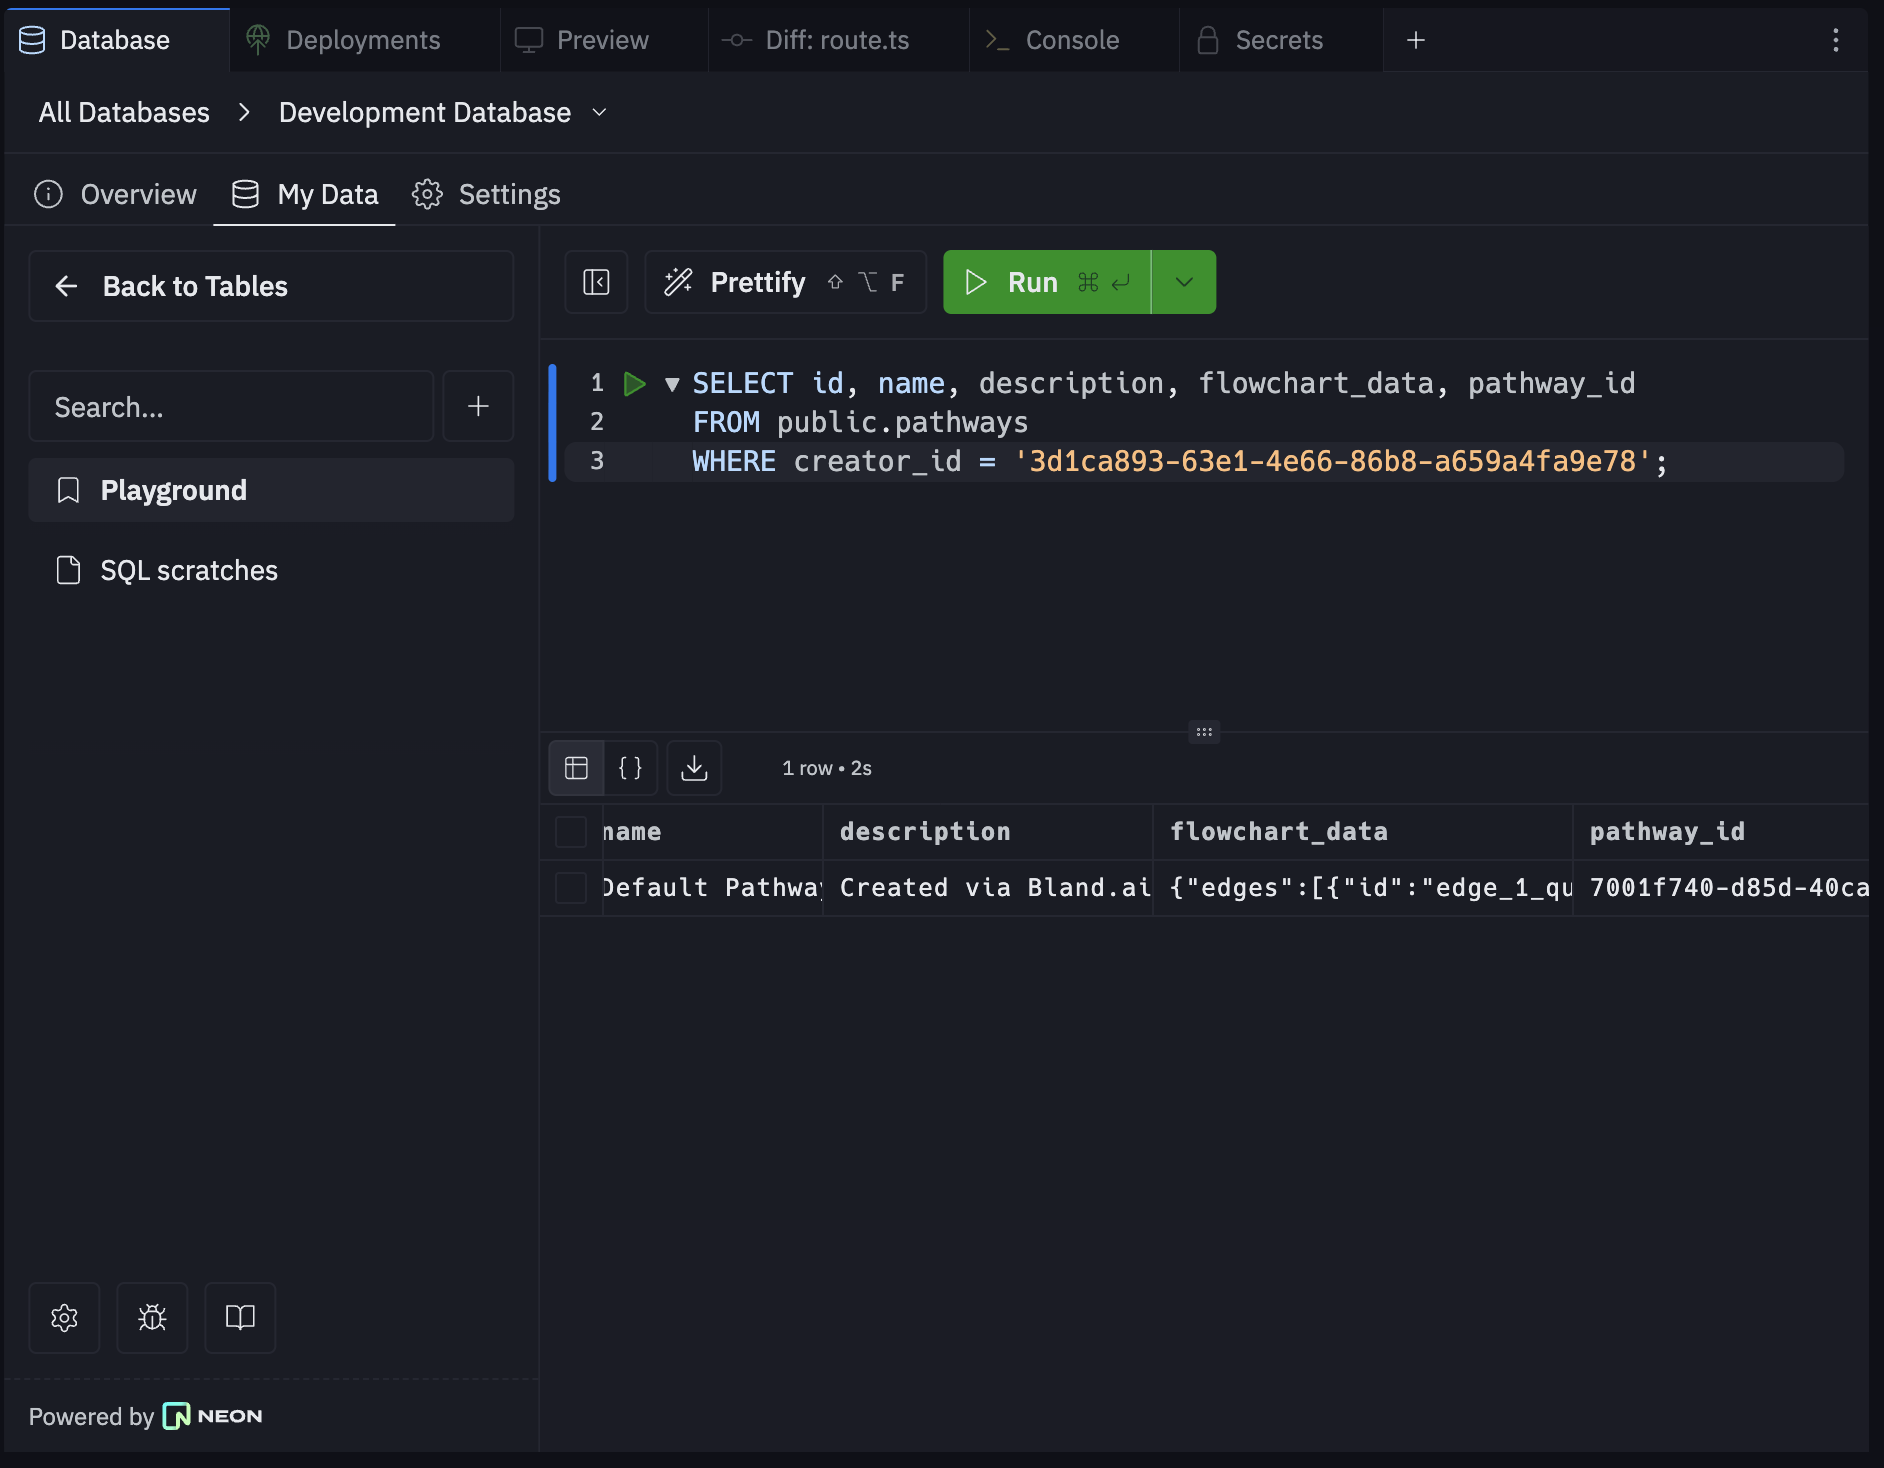 Database
Deployments
Preview
Diff: route.ts
Console
Secrets
All Databases
Development Database
Overview
My Data
Settings
Back to Tables
Search...
Playground
SQL scratches
Powered by NEON
Prettify ⇧ ⌥ F
Run ⌘ ↵
1 SELECT id, name, description, flowchart_data, pathway_id
2 FROM public.pathways
3 WHERE creator_id = '3d1ca893-63e1-4e66-86b8-a659a4fa9e78';
{ }
1 row • 2s
name description flowchart_data pathway_id
Default Pathway Created via Bland.ai {"edges":[{"id":"edge_1_qu 7001f740-d85d-40ca